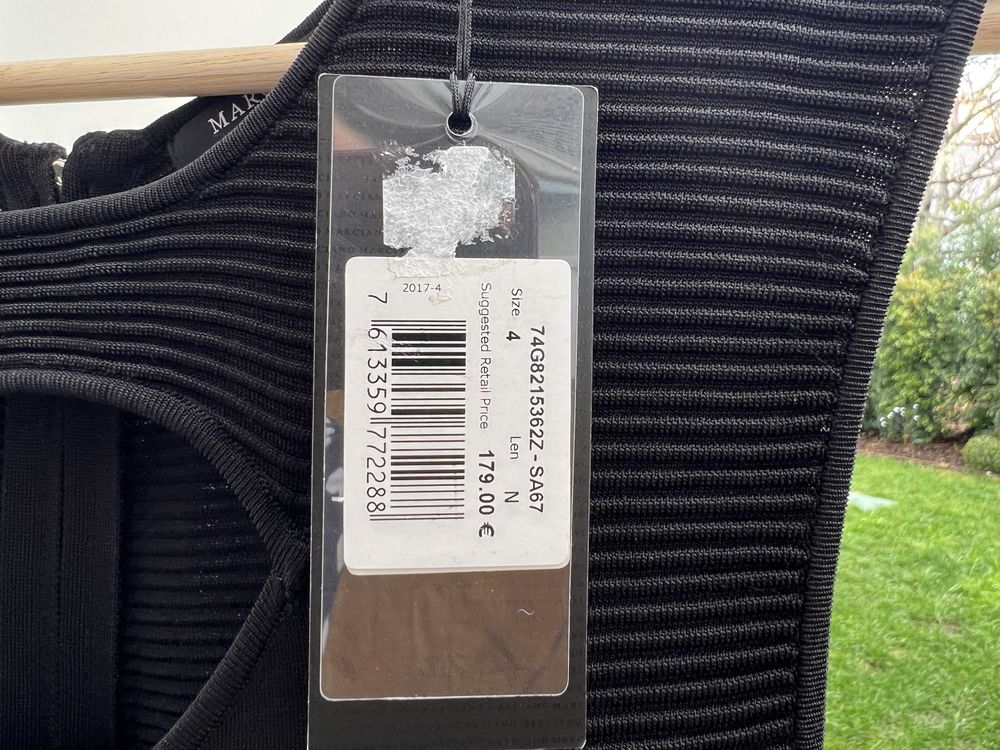 MAR
2017-4
74G8215362Z - SA67
Size 4 Len N
Suggested Retail Price 179.00 €
7 613359 772288